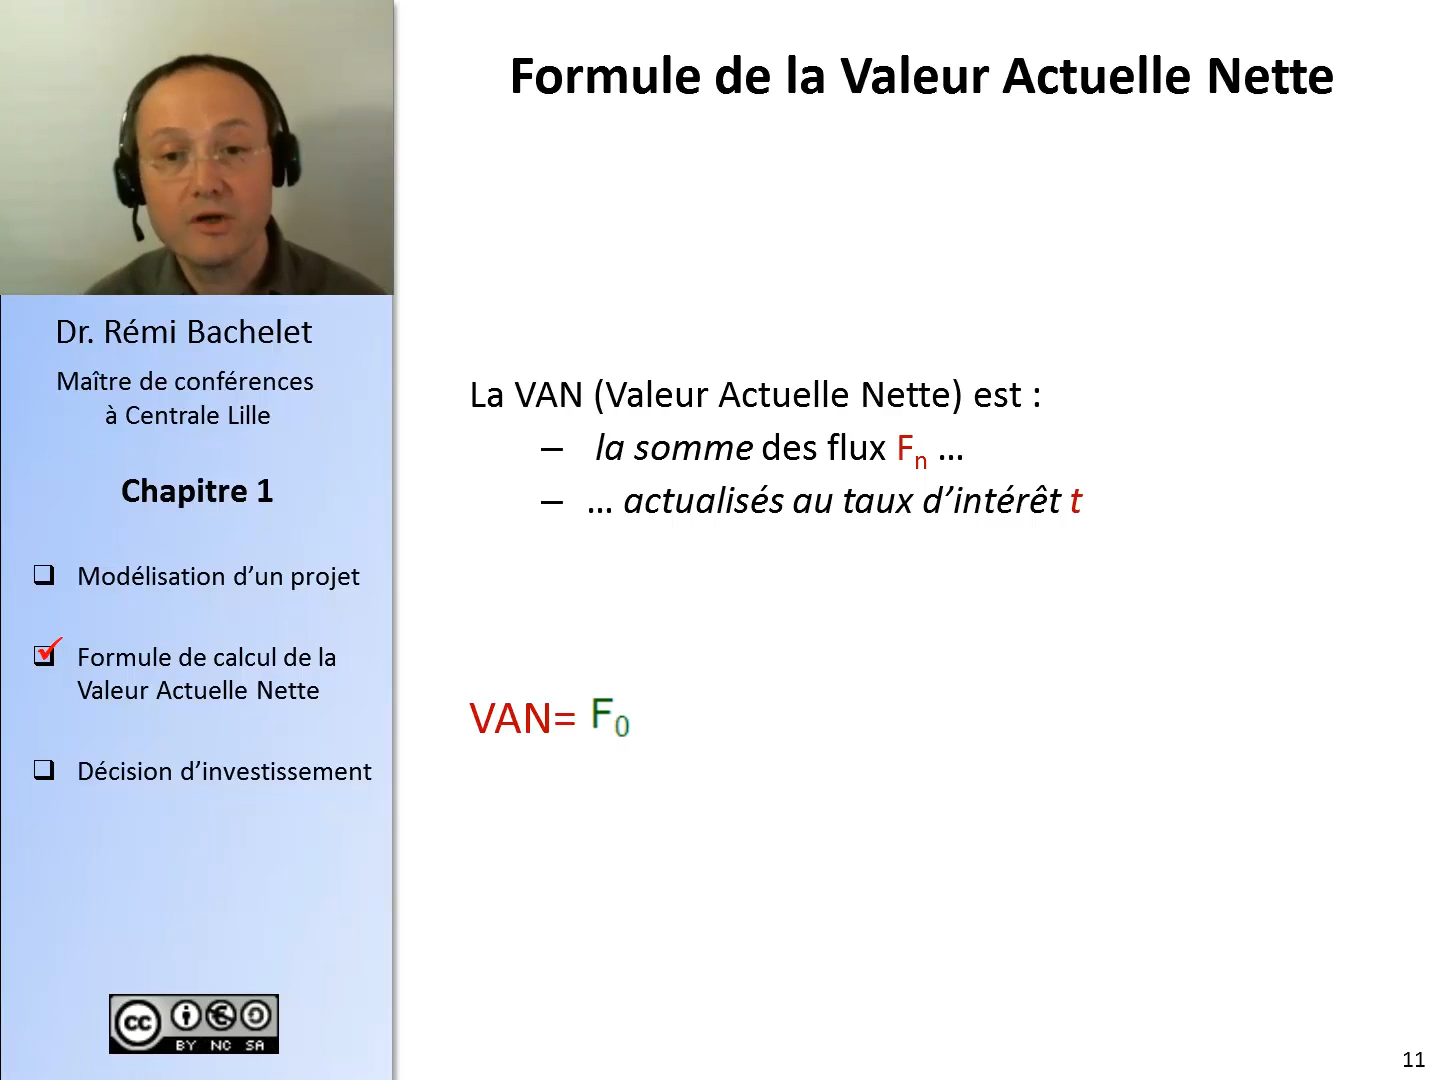 Formule de la Valeur Actuelle Nette
Dr. Rémi Bachelet
Maître de conférences
à Centrale Lille
Chapitre 1
Modélisation d’un projet
Formule de calcul de la
Valeur Actuelle Nette
Décision d’investissement
cc
BY NC SA
La VAN (Valeur Actuelle Nette) est :
– la somme des flux Fn …
– … actualisés au taux d’intérêt t
VAN= F0
11